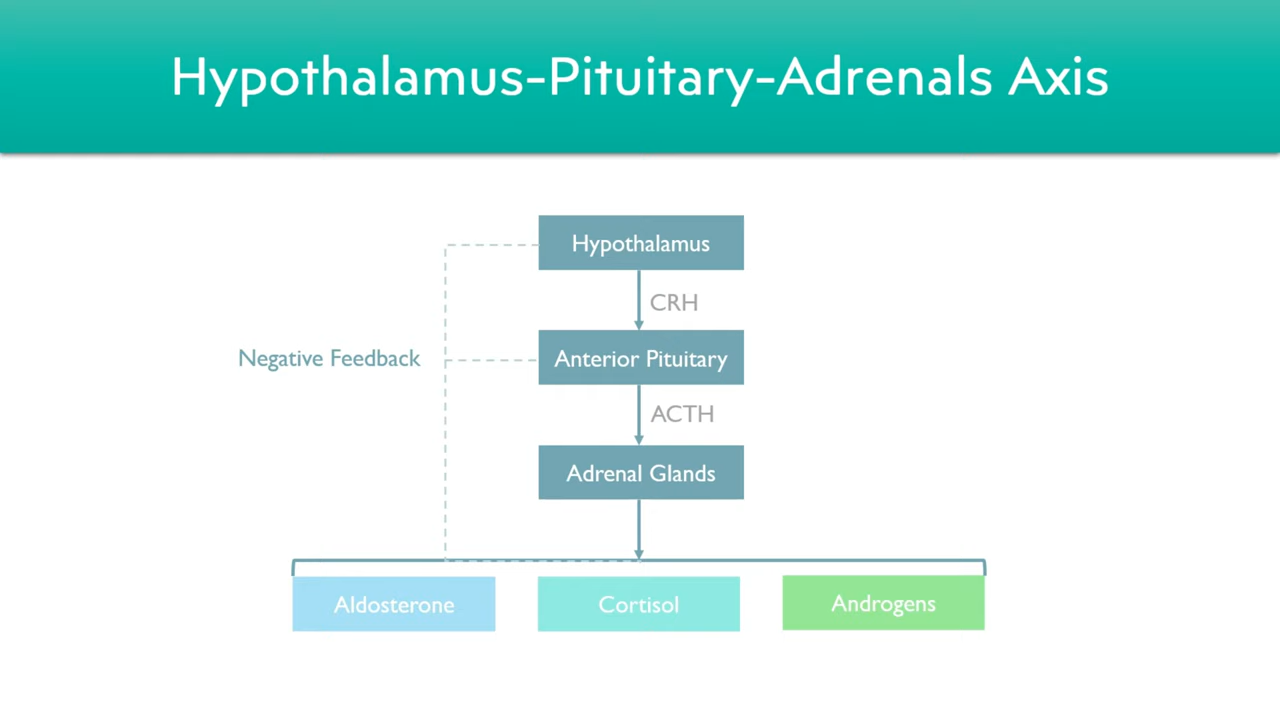 Hypothalamus-Pituitary-Adrenals Axis
Hypothalamus
CRH
Negative Feedback
Anterior Pituitary
ACTH
Adrenal Glands
Aldosterone
Cortisol
Androgens